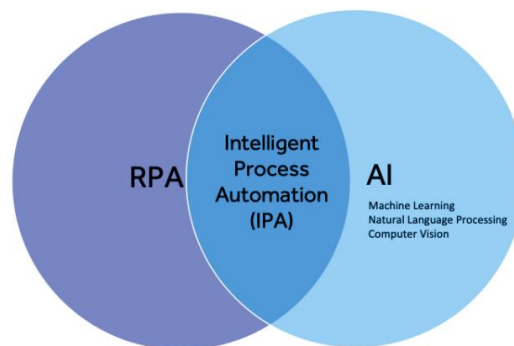 RPA
Intelligent
Process
Automation
(IPA)
AI
Machine Learning
Natural Language Processing
Computer Vision